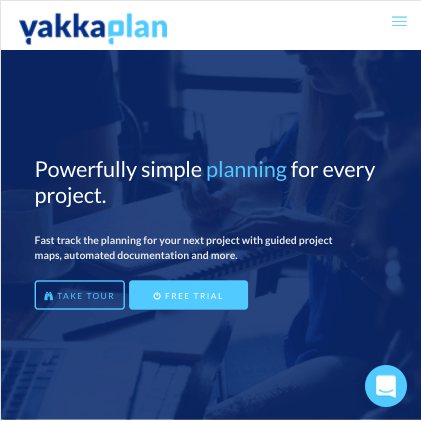 yakkaplan
Powerfully simple planning for every
project.
Fast track the planning for your next project with guided project
maps, automated documentation and more.
TAKE TOUR
FREE TRIAL